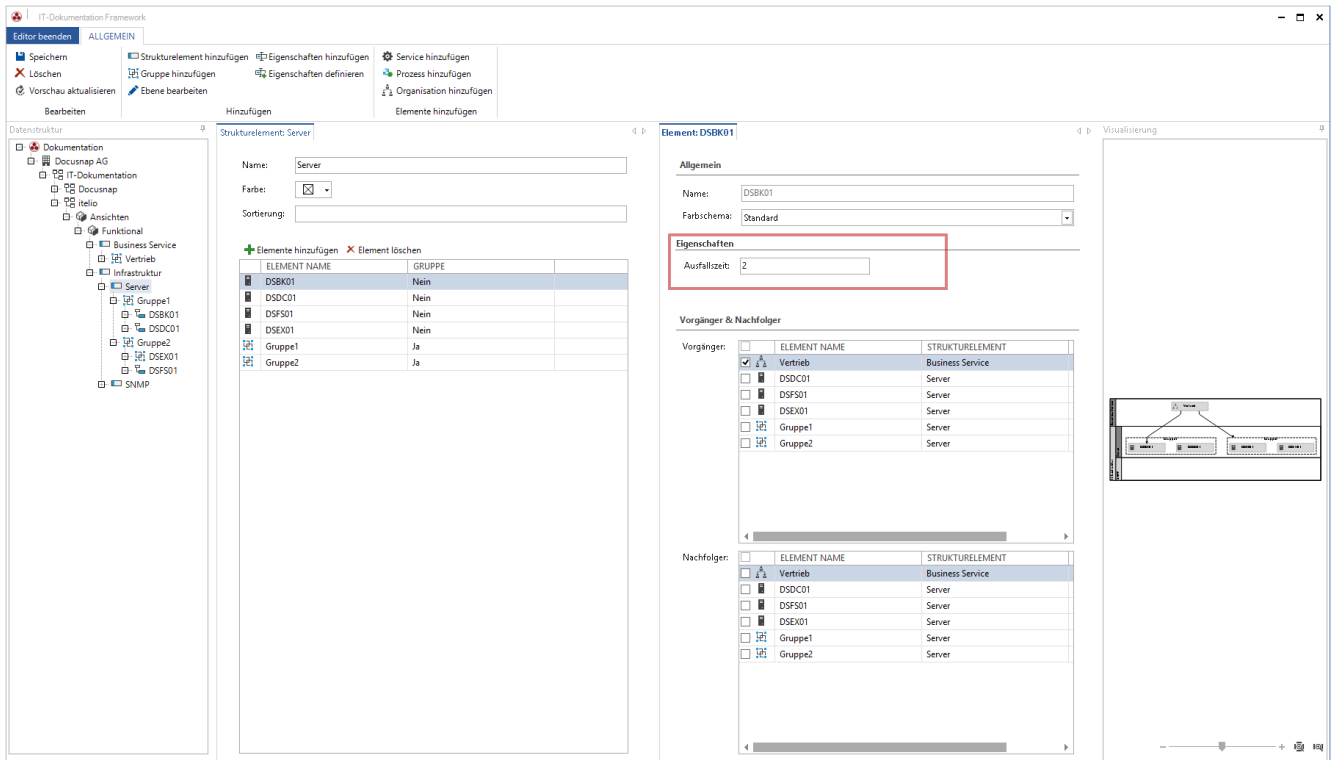 IT-Dokumentation Framework
Editor beenden ALLGEMEIN
Speichern
Löschen
Vorschau aktualisieren
Bearbeiten
Strukturelement hinzufügen Eigenschaften hinzufügen
Gruppe hinzufügen Eigenschaften definieren
Ebene bearbeiten
Hinzufügen
Service hinzufügen
Prozess hinzufügen
Organisation hinzufügen
Elemente hinzufügen
Datenstruktur
Dokumentation
Docusnap AG
IT-Dokumentation
Docusnap
itelio
Ansichten
Funktional
Business Service
Vertrieb
Infrastruktur
Server
Gruppe1
DSBK01
DSDC01
Gruppe2
DSEX01
DSFS01
SNMP
Strukturelement: Server
Name: Server
Farbe:
Sortierung:
Elemente hinzufügen Element löschen
ELEMENT NAME GRUPPE
DSBK01 Nein
DSDC01 Nein
DSFS01 Nein
DSEX01 Nein
Gruppe1 Ja
Gruppe2 Ja
Element: DSBK01
Allgemein
Name: DSBK01
Farbschema: Standard
Eigenschaften
Ausfallszeit: 2
Vorgänger & Nachfolger
Vorgänger:
ELEMENT NAME STRUKTURELEMENT
Vertrieb Business Service
DSDC01 Server
DSFS01 Server
DSEX01 Server
Gruppe1 Server
Gruppe2 Server
Nachfolger:
ELEMENT NAME STRUKTURELEMENT
Vertrieb Business Service
DSDC01 Server
DSFS01 Server
DSEX01 Server
Gruppe1 Server
Gruppe2 Server
Visualisierung
Vertrieb